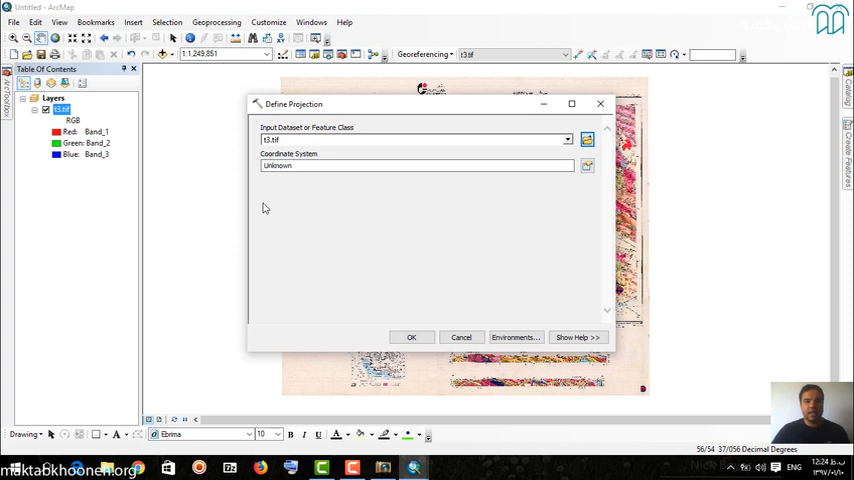 Untitled - ArcMap
File Edit View Bookmarks Insert Selection Geoprocessing Customize Windows Help
1:1,249,851
Georeferencing t3.tif
Table Of Contents
ArcToolbox
Layers
t3.tif
RGB
Red: Band_1
Green: Band_2
Blue: Band_3
Define Projection
Input Dataset or Feature Class
t3.tif
Coordinate System
Unknown
OK Cancel Environments... Show Help >>
Catalog
Create Features
Drawing Ebrima 10 B I U A
56/54 37/056 Decimal Degrees
maktabkhooneh.org
ENG
12:24 ب.ظ
۱۳۹۷/۰۱/۱۰